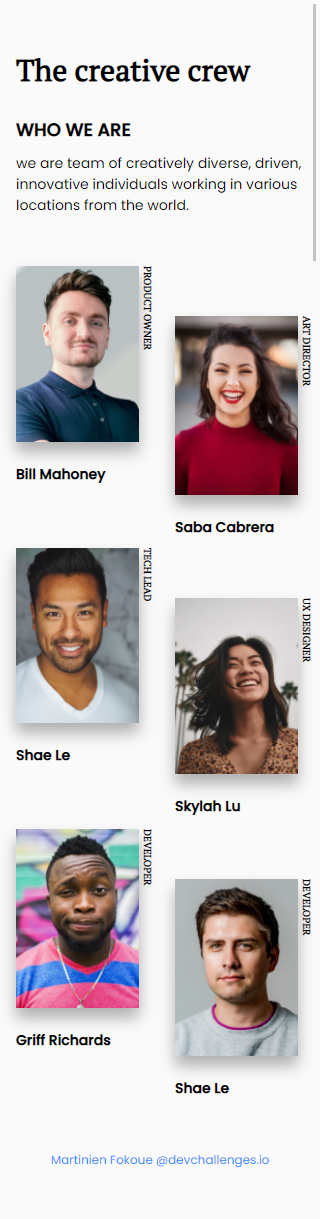 The creative crew
WHO WE ARE
we are team of creatively diverse, driven,
innovative individuals working in various
locations from the world.
PRODUCT OWNER
Bill Mahoney
ART DIRECTOR
Saba Cabrera
TECH LEAD
Shae Le
UX DESIGNER
Skylah Lu
DEVELOPER
Griff Richards
DEVELOPER
Shae Le
Martinien Fokoue @devchallenges.io